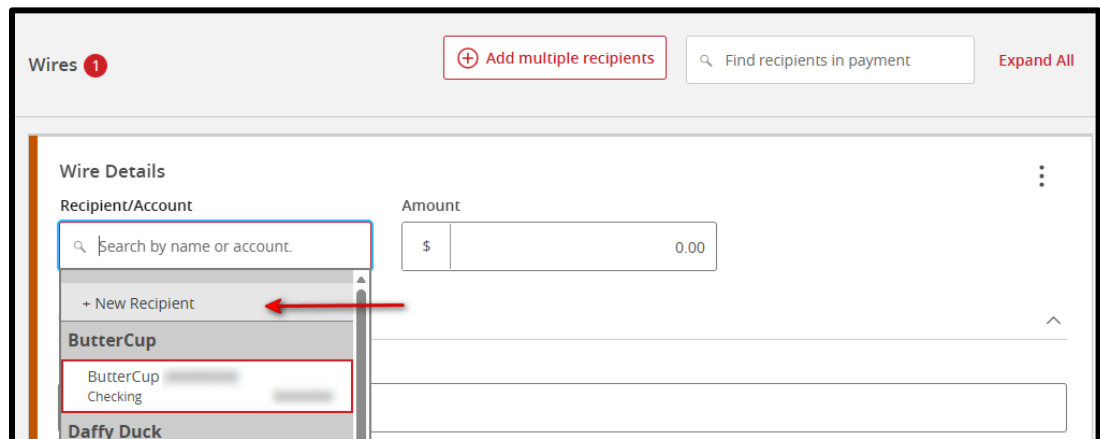 Wires 1
Add multiple recipients
Find recipients in payment
Expand All
Wire Details
Recipient/Account
Amount
Search by name or account.
$ 0.00
+ New Recipient
ButterCup
ButterCup
Checking
Daffy Duck